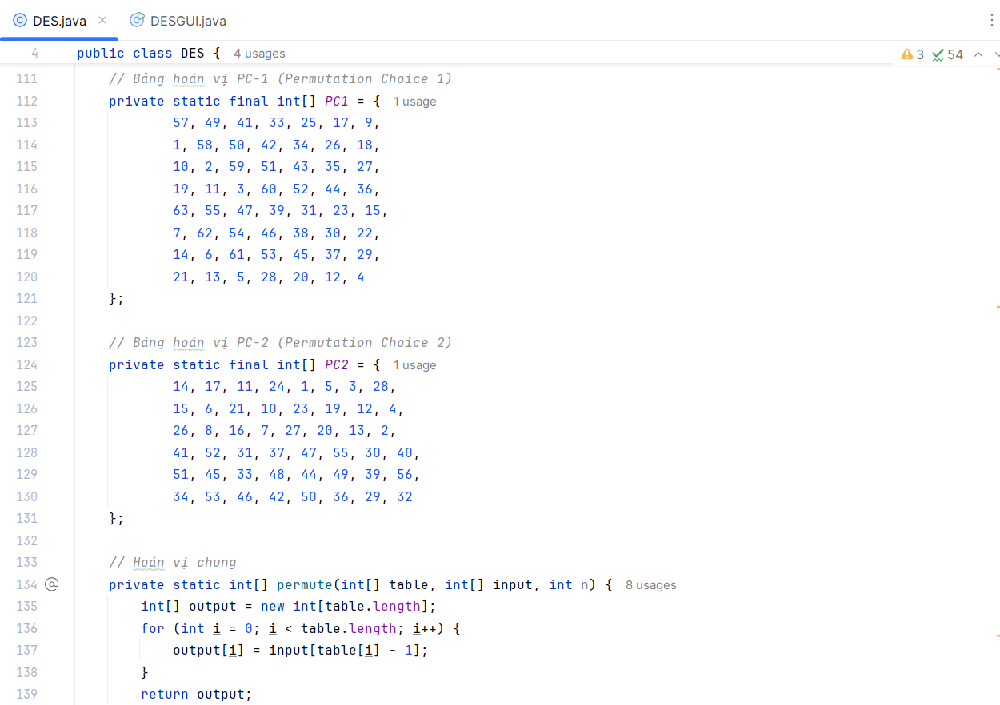 DES.java × DESGUI.java
4 public class DES { 4 usages 3 54
111 // Bảng hoán vị PC-1 (Permutation Choice 1)
112 private static final int[] PC1 = { 1 usage
113 57, 49, 41, 33, 25, 17, 9,
114 1, 58, 50, 42, 34, 26, 18,
115 10, 2, 59, 51, 43, 35, 27,
116 19, 11, 3, 60, 52, 44, 36,
117 63, 55, 47, 39, 31, 23, 15,
118 7, 62, 54, 46, 38, 30, 22,
119 14, 6, 61, 53, 45, 37, 29,
120 21, 13, 5, 28, 20, 12, 4
121 };
122
123 // Bảng hoán vị PC-2 (Permutation Choice 2)
124 private static final int[] PC2 = { 1 usage
125 14, 17, 11, 24, 1, 5, 3, 28,
126 15, 6, 21, 10, 23, 19, 12, 4,
127 26, 8, 16, 7, 27, 20, 13, 2,
128 41, 52, 31, 37, 47, 55, 30, 40,
129 51, 45, 33, 48, 44, 49, 39, 56,
130 34, 53, 46, 42, 50, 36, 29, 32
131 };
132
133 // Hoán vị chung
134 @ private static int[] permute(int[] table, int[] input, int n) { 8 usages
135 int[] output = new int[table.length];
136 for (int i = 0; i < table.length; i++) {
137 output[i] = input[table[i] - 1];
138 }
139 return output;